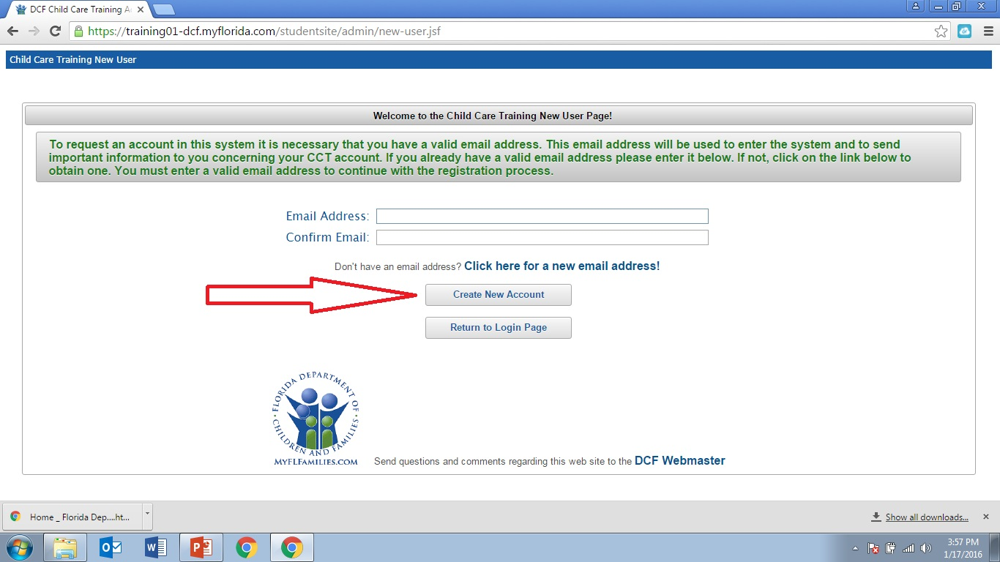 DCF Child Care Training A
https://training01-dcf.myflorida.com/studentsite/admin/new-user.jsf
Child Care Training New User
Welcome to the Child Care Training New User Page!
To request an account in this system it is necessary that you have a valid email address. This email address will be used to enter the system and to send
important information to you concerning your CCT account. If you already have a valid email address please enter it below. If not, click on the link below to
obtain one. You must enter a valid email address to continue with the registration process.
Email Address:
Confirm Email:
Don't have an email address? Click here for a new email address!
Create New Account
Return to Login Page
FLORIDA DEPARTMENT OF
CHILDREN AND FAMILIES
MYFLFAMILIES.COM
Send questions and comments regarding this web site to the DCF Webmaster
Home _ Florida Dep....ht...
Show all downloads...
3:57 PM
1/17/2016